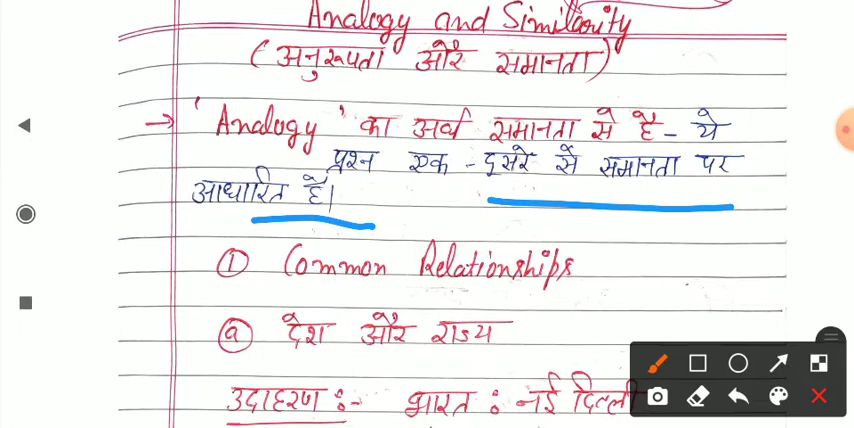 Analogy and Similarity
(अनुरूपता और समानता)
→ 'Analogy' का अर्थ समानता से है - ये
प्रश्न एक - दूसरे से समानता पर
आधारित है।
① Common Relationships
ⓐ देश और राज्य
उदाहरण :- भारत : नई दिल्ली